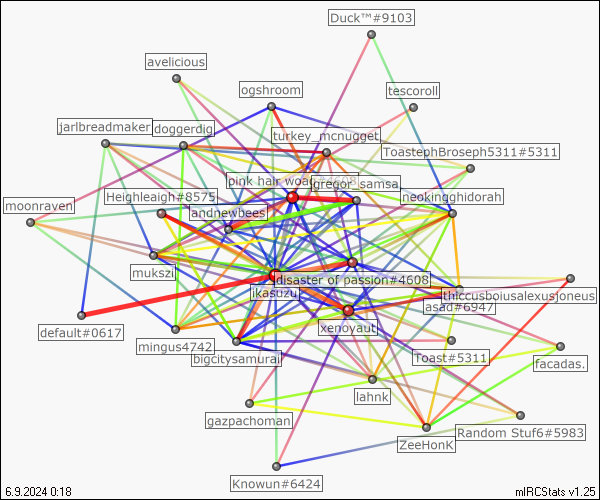 Duck™#9103
avelicious
ogshroom
tescoroll
jarlbreadmaker
doggerdig
turkey_mcnugget
ToastephBroseph5311#5311
pink hair
gregor_samsa
Heighleaigh#8575
neokingghidorah
moonraven
andnewbees
mukszi
disaster of passion#4608
ikasuzu
thiccusboiusalexusjoneus
asad#6947
default#0617
xenoyaut
mingus4742
bigcitysamurai
Toast#5311
facadas.
lahnk
gazpachoman
ZeeHonK
Random Stuf6#5983
Knowun#6424
6.9.2024 0:18
mIRCStats v1.25